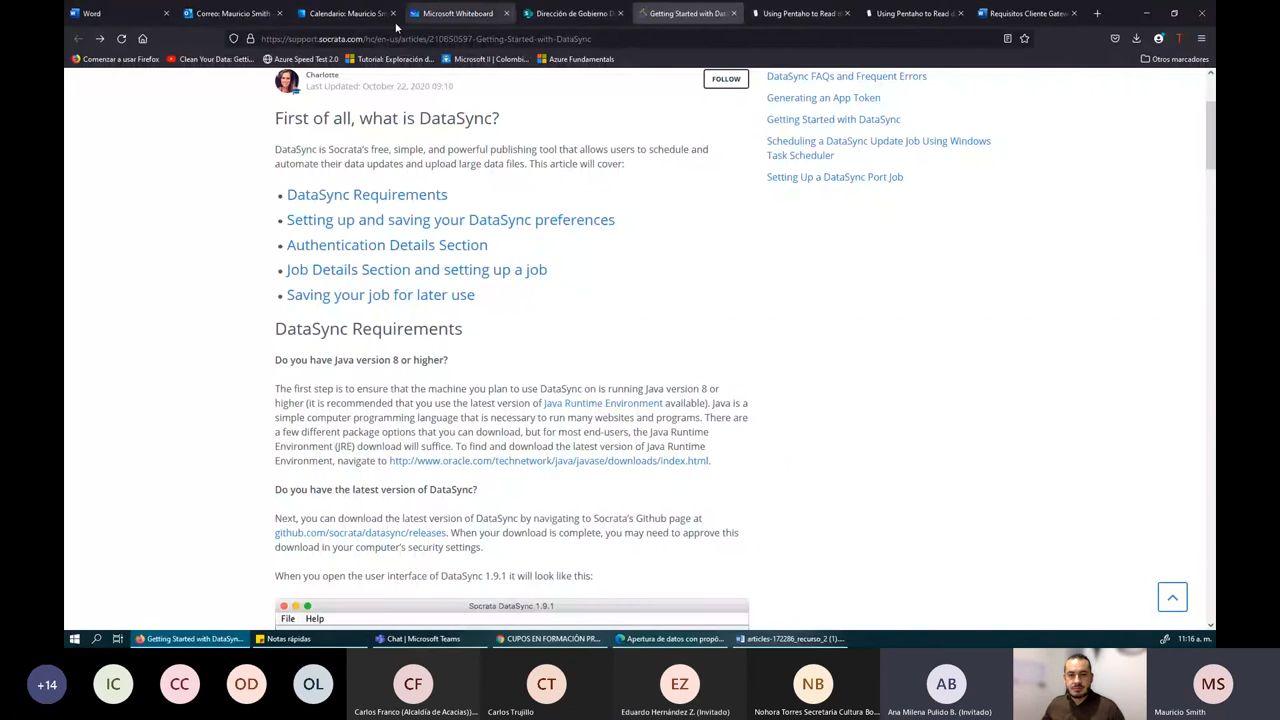 Word
Correo: Mauricio Smith
Calendario: Mauricio Sm
Microsoft Whiteboard
Dirección de Gobierno D
Getting Started with Dat
Using Pentaho to Read d
Using Pentaho to Read d
Requisitos Cliente Gatew
https://support.socrata.com/hc/en-us/articles/210850597-Getting-Started-with-DataSync
Comenzar a usar Firefox
Clean Your Data: Getti...
Azure Speed Test 2.0
Tutorial: Exploración d...
Microsoft II | Colombi...
Azure Fundamentals
Otros marcadores
Charlotte
Last Updated: October 22, 2020 09:10
FOLLOW
First of all, what is DataSync?
DataSync is Socrata's free, simple, and powerful publishing tool that allows users to schedule and
automate their data updates and upload large data files. This article will cover:
• DataSync Requirements
• Setting up and saving your DataSync preferences
• Authentication Details Section
• Job Details Section and setting up a job
• Saving your job for later use
DataSync Requirements
Do you have Java version 8 or higher?
The first step is to ensure that the machine you plan to use DataSync on is running Java version 8 or
higher (it is recommended that you use the latest version of Java Runtime Environment available). Java is a
simple computer programming language that is necessary to run many websites and programs. There are
a few different package options that you can download, but for most end-users, the Java Runtime
Environment (JRE) download will suffice. To find and download the latest version of Java Runtime
Environment, navigate to http://www.oracle.com/technetwork/java/javase/downloads/index.html.
Do you have the latest version of DataSync?
Next, you can download the latest version of DataSync by navigating to Socrata's Github page at
github.com/socrata/datasync/releases. When your download is complete, you may need to approve this
download in your computer's security settings.
When you open the user interface of DataSync 1.9.1 it will look like this:
Socrata DataSync 1.9.1
File Help
DataSync FAQs and Frequent Errors
Generating an App Token
Getting Started with DataSync
Scheduling a DataSync Update Job Using Windows
Task Scheduler
Setting Up a DataSync Port Job
Getting Started with DataSyn...
Notas rápidas
Chat | Microsoft Teams
CUPOS EN FORMACIÓN PR...
Apertura de datos con propó...
articles-172286_recurso_2 (1)....
11:16 a. m.
+14
IC
CC
OD
OL
CF
Carlos Franco (Alcaldía de Acacias))...
CT
Carlos Trujillo
EZ
Eduardo Hernández Z. (Invitado)
NB
Nohora Torres Secretaria Cultura Bo...
AB
Ana Milena Pulido B. (Invitado)
MS
Mauricio Smith